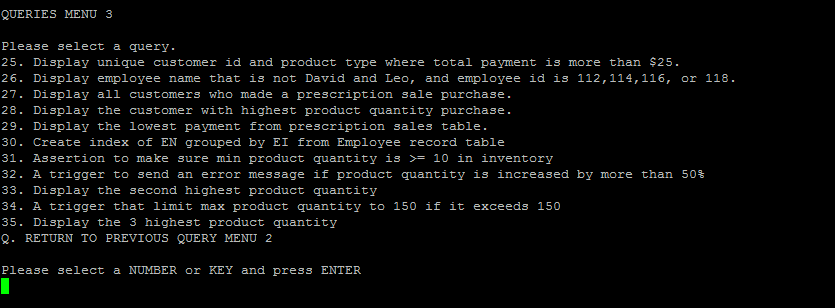 QUERIES MENU 3
Please select a query.
25. Display unique customer id and product type where total payment is more than $25.
26. Display employee name that is not David and Leo, and employee id is 112,114,116, or 118.
27. Display all customers who made a prescription sale purchase.
28. Display the customer with highest product quantity purchase.
29. Display the lowest payment from prescription sales table.
30. Create index of EN grouped by EI from Employee record table
31. Assertion to make sure min product quantity is >= 10 in inventory
32. A trigger to send an error message if product quantity is increased by more than 50%
33. Display the second highest product quantity
34. A trigger that limit max product quantity to 150 if it exceeds 150
35. Display the 3 highest product quantity
Q. RETURN TO PREVIOUS QUERY MENU 2
Please select a NUMBER or KEY and press ENTER